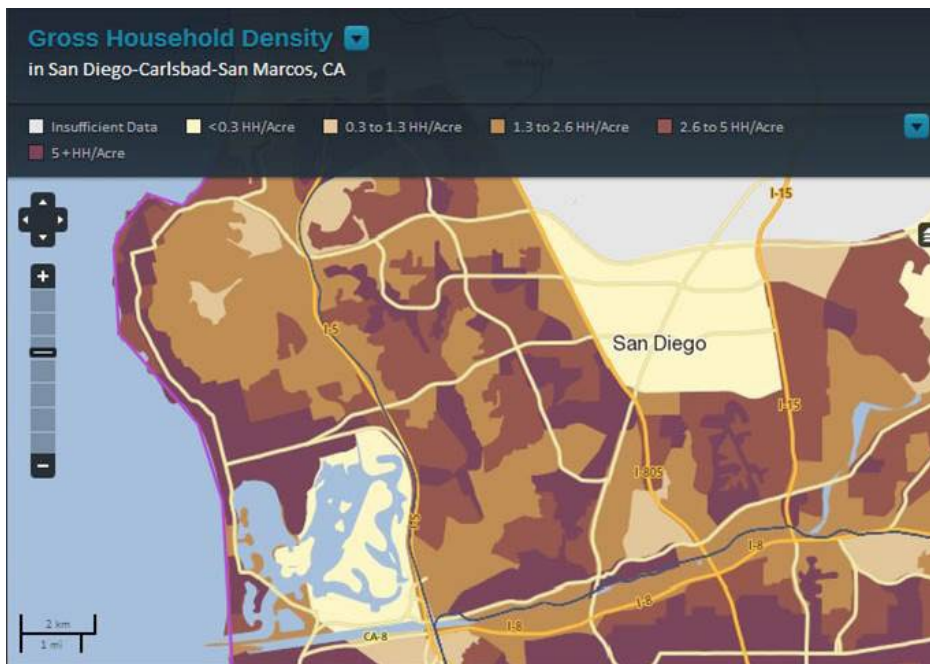 Gross Household Density
in San Diego-Carlsbad-San Marcos, CA
Insufficient Data <0.3 HH/Acre 0.3 to 1.3 HH/Acre 1.3 to 2.6 HH/Acre 2.6 to 5 HH/Acre
5+ HH/Acre
I-15
I-5
San Diego
I-15
I-805
I-5
I-8
I-8
I-8
CA-8
2 km
1 mi